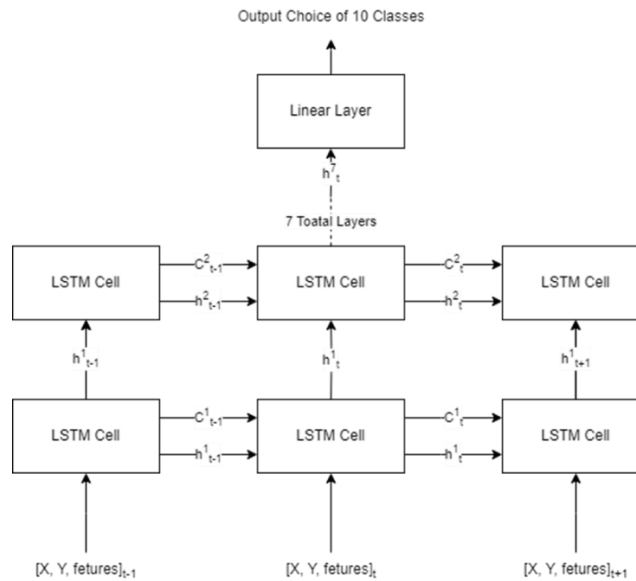 Output Choice of 10 Classes
Linear Layer
h⁷ₜ
7 Toatal Layers
LSTM Cell C²ₜ₋₁ LSTM Cell C²ₜ LSTM Cell
h²ₜ₋₁ h²ₜ
h¹ₜ₋₁ h¹ₜ h¹ₜ₊₁
LSTM Cell C¹ₜ₋₁ LSTM Cell C¹ₜ LSTM Cell
h¹ₜ₋₁ h¹ₜ
[X, Y, fetures]ₜ₋₁ [X, Y, fetures]ₜ [X, Y, fetures]ₜ₊₁